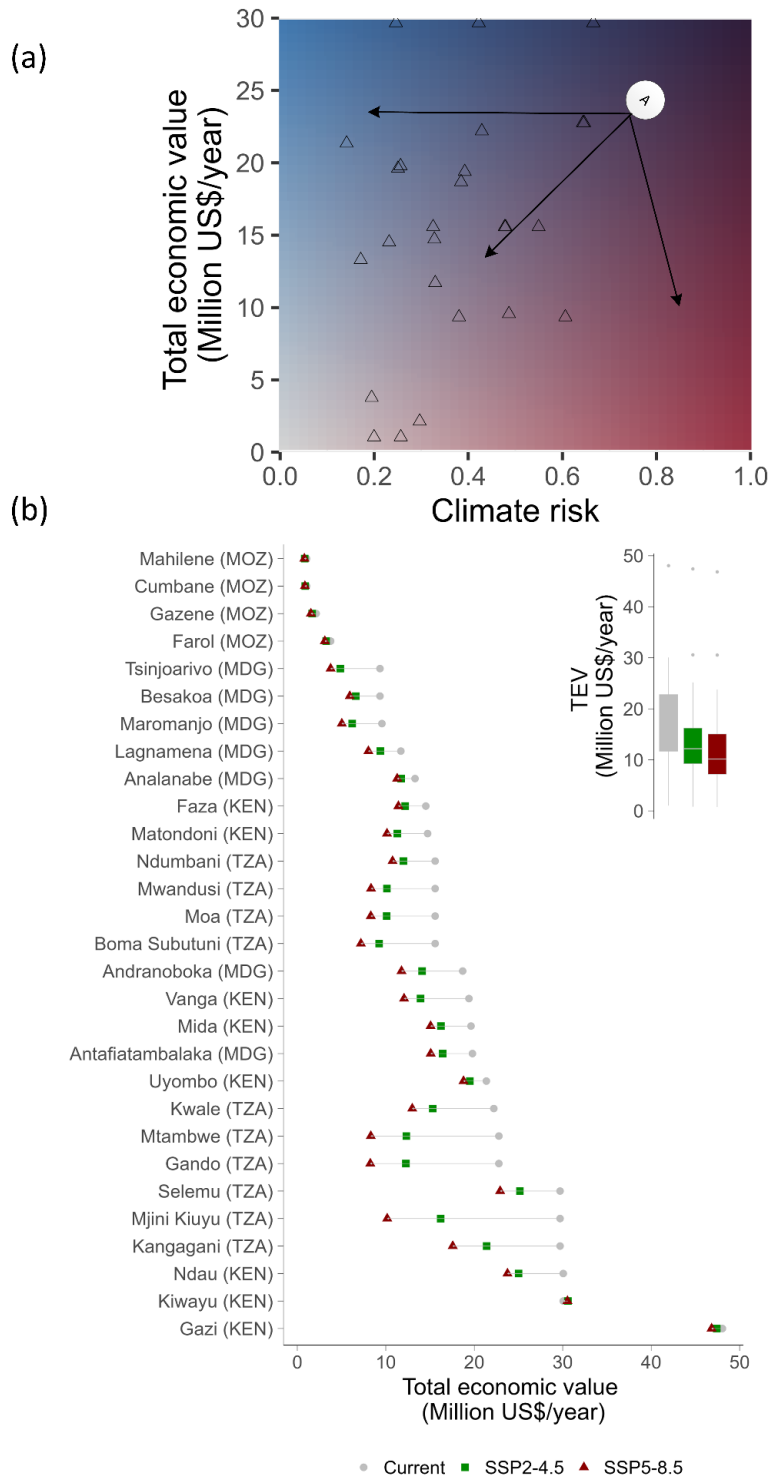 (a)
Total economic value
(Million US$/year)
30
25
20
15
10
5
0
A
0.0 0.2 0.4 0.6 0.8 1.0
Climate risk
(b)
Mahilene (MOZ)
Cumbane (MOZ)
Gazene (MOZ)
Farol (MOZ)
Tsinjoarivo (MDG)
Besakoa (MDG)
Maromanjo (MDG)
Lagnamena (MDG)
Analanabe (MDG)
Faza (KEN)
Matondoni (KEN)
Ndumbani (TZA)
Mwandusi (TZA)
Moa (TZA)
Boma Subutuni (TZA)
Andranoboka (MDG)
Vanga (KEN)
Mida (KEN)
Antafiatambalaka (MDG)
Uyombo (KEN)
Kwale (TZA)
Mtambwe (TZA)
Gando (TZA)
Selemu (TZA)
Mjini Kiuyu (TZA)
Kangagani (TZA)
Ndau (KEN)
Kiwayu (KEN)
Gazi (KEN)
TEV
(Million US$/year)
50
40
30
20
10
0
0 10 20 30 40 50
Total economic value
(Million US$/year)
Current SSP2-4.5 SSP5-8.5